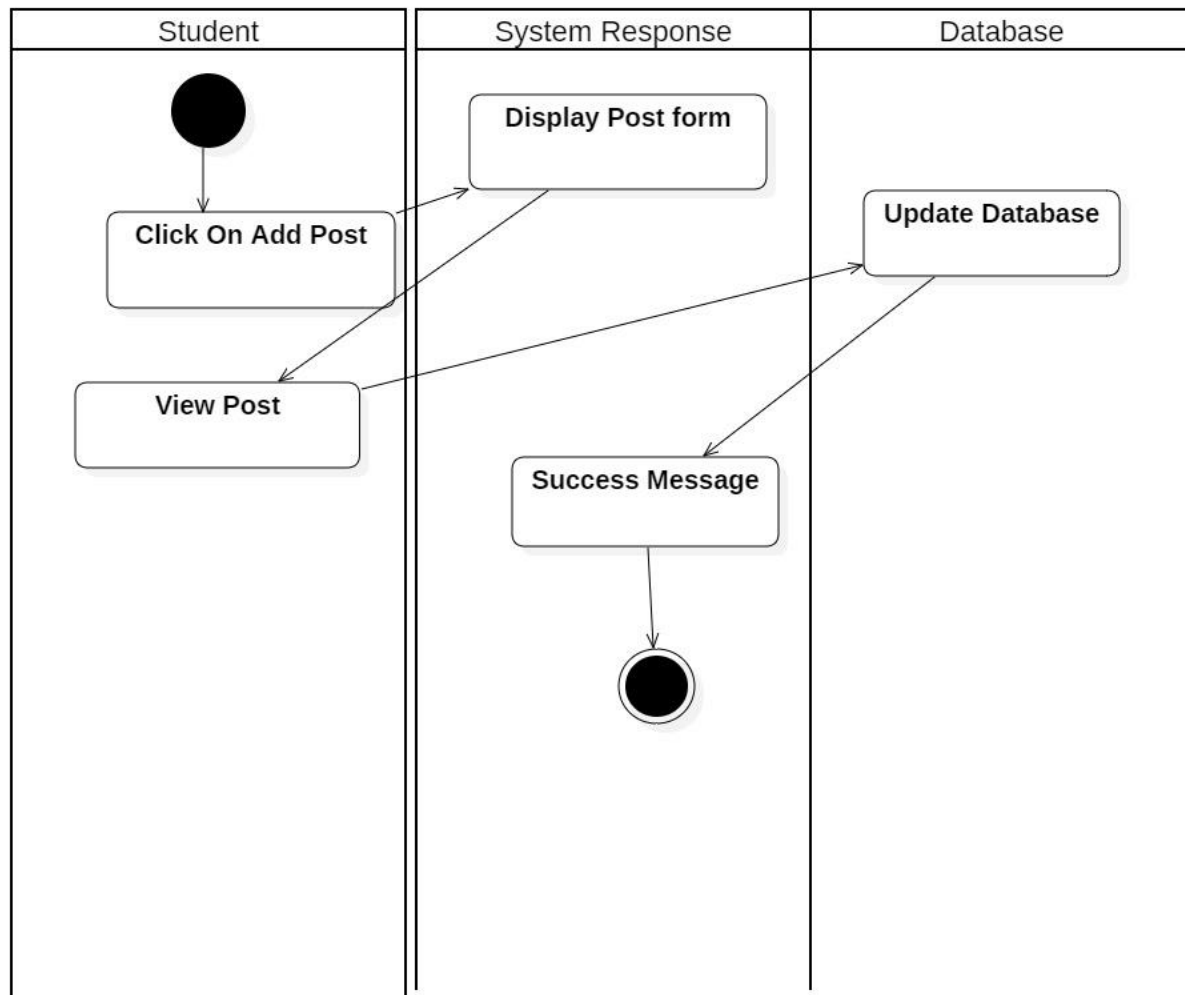 Student
System Response
Database
Display Post form
Update Database
Click On Add Post
View Post
Success Message